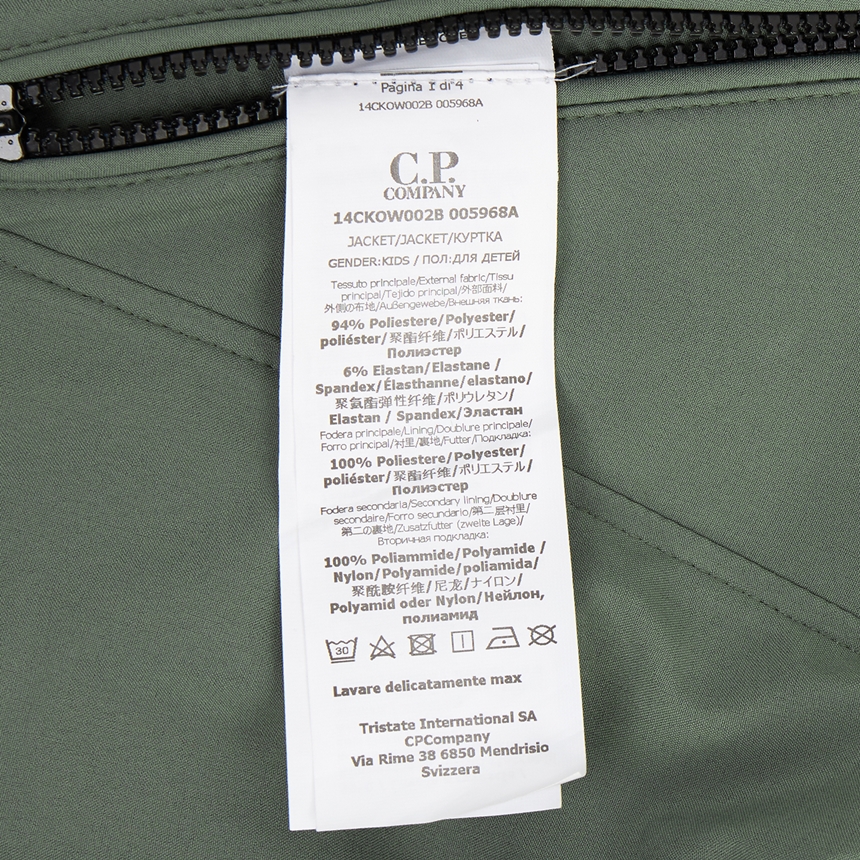 Pagina 1 di 4
14CKOW002B 005968A
C.P.
COMPANY
14CKOW002B 005968A
JACKET/JACKET/КУРТКА
GENDER:KIDS / ПОЛ:ДЛЯ ДЕТЕЙ
Tessuto principale/External fabric/Tissu
principal/Tejido principal/外部面料/
外側の布地/Außengewebe/Внешняя ткань:
94% Poliestere/Polyester/
poliéster/聚酯纤维/ポリエステル/
Полиэстер
6% Elastan/Elastane /
Spandex/Élasthanne/elastano/
聚氨酯弹性纤维/ポリウレタン/
Elastan / Spandex/Эластан
Fodera principale/Lining/Doublure principale/
Forro principal/衬里/裏地/Futter/Подкладка:
100% Poliestere/Polyester/
poliéster/聚酯纤维/ポリエステル/
Полиэстер
Fodera secondaria/Secondary lining/Doublure
secondaire/Forro secundario/第二层衬里/
第二の裏地/Zusatzfutter (zweite Lage)/
Вторичная подкладка:
100% Poliammide/Polyamide /
Nylon/Polyamide/poliamida/
聚酰胺纤维/尼龙/ナイロン/
Polyamid oder Nylon/Нейлон,
полиамид
30
Lavare delicatamente max
Tristate International SA
CPCompany
Via Rime 38 6850 Mendrisio
Svizzera